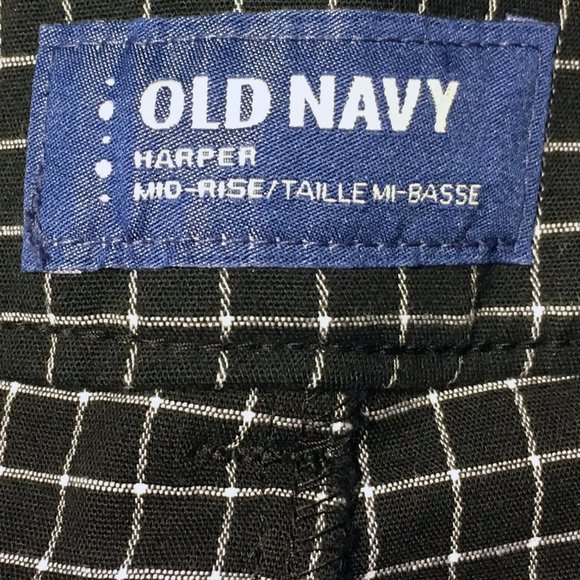 OLD NAVY
HARPER
MID-RISE/TAILLE MI-BASSE